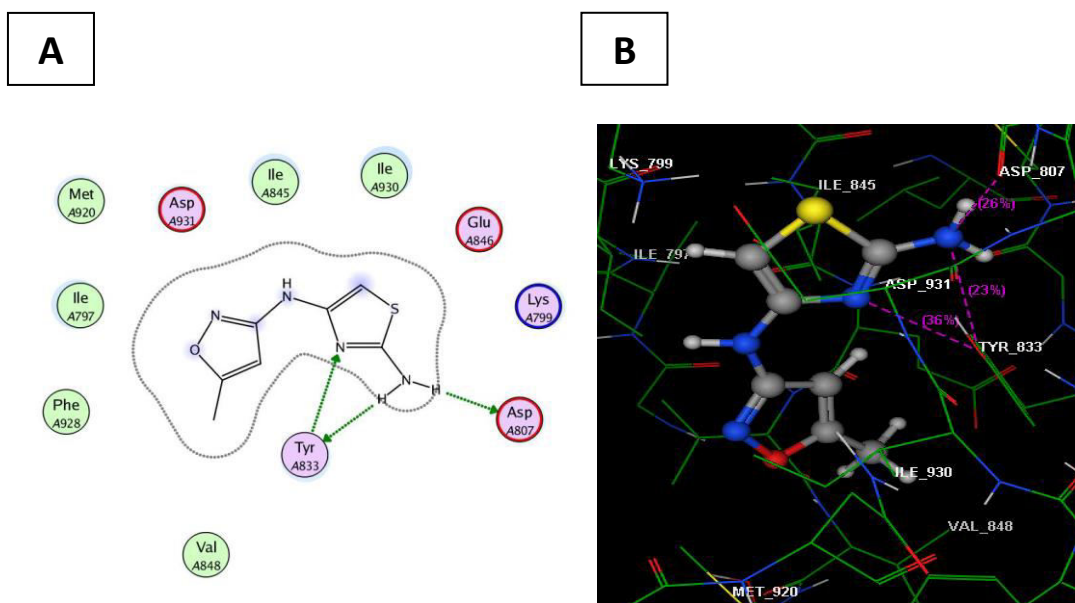 A
B
Ile
A845
Ile
A930
Met
A920
Asp
A931
Glu
A846
Ile
A797
Lys
A799
H
N
S
N
O
N
N
H
H
Phe
A928
Asp
A807
Tyr
A833
Val
A848
LYS_799
ILE_845
ASP_807
(26%)
ILE_797
ASP_931
(23%)
(36%)
TYR_833
ILE_930
VAL_848
MET_920